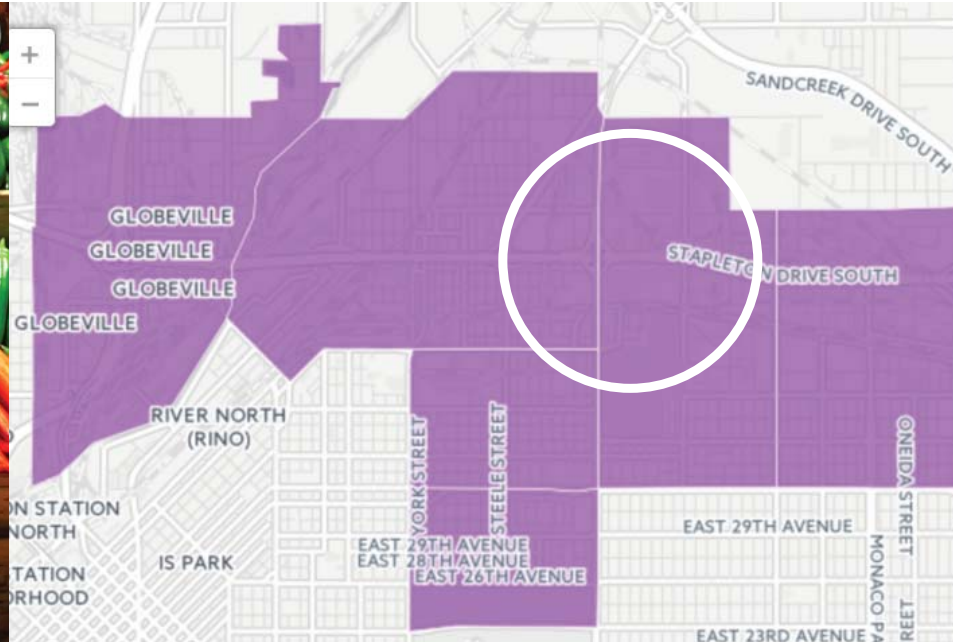 +
−
SANDCREEK DRIVE SOUTH
GLOBEVILLE
GLOBEVILLE
GLOBEVILLE
GLOBEVILLE
STAPLETON DRIVE SOUTH
RIVER NORTH
(RINO)
YORK STREET
STEELE STREET
ONEIDA STREET
ON STATION
NORTH
IS PARK
TATION
ORHOOD
EAST 29TH AVENUE
EAST 28TH AVENUE
EAST 26TH AVENUE
EAST 29TH AVENUE
MONACO PA
REET
EAST 23RD AVENUE